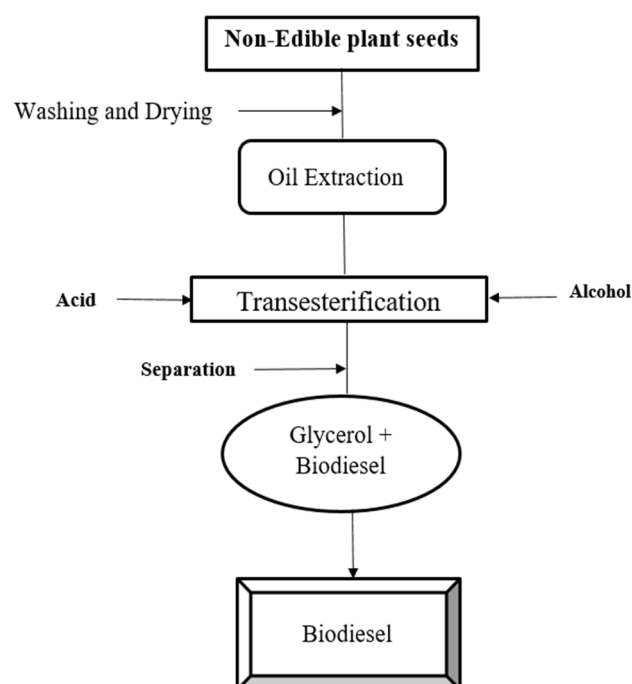 Non-Edible plant seeds
Washing and Drying
Oil Extraction
Acid
Transesterification
Alcohol
Separation
Glycerol +
Biodiesel
Biodiesel